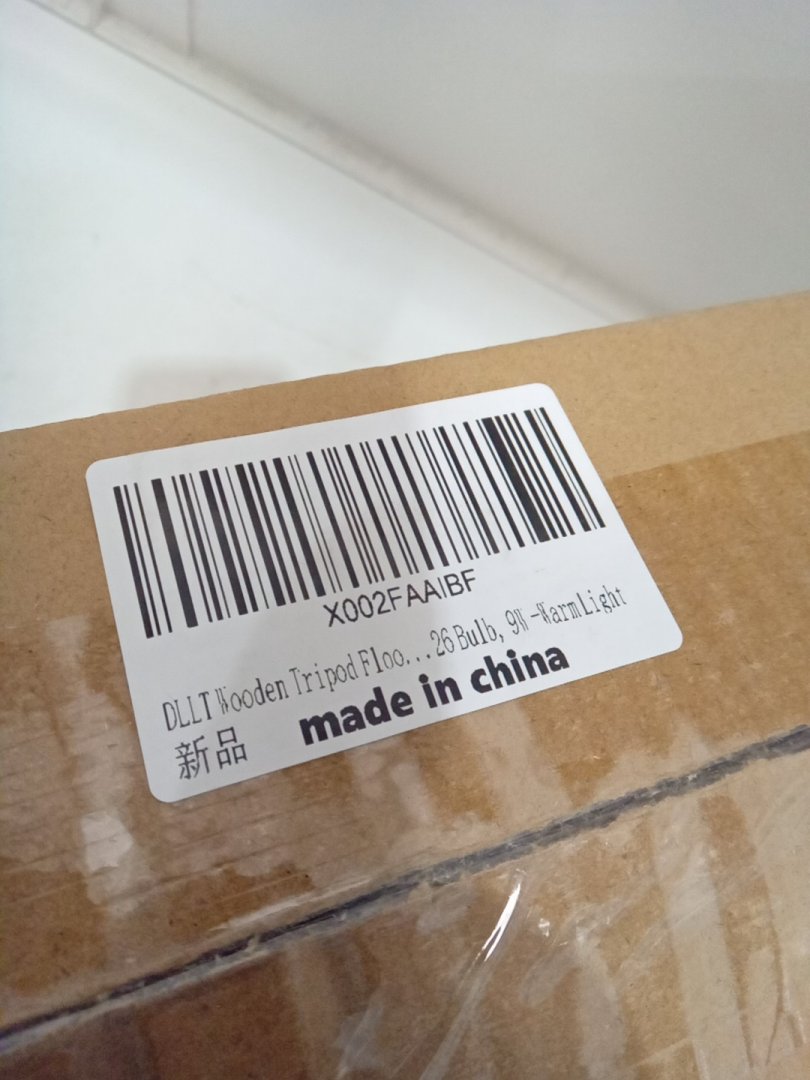 X002FAAIBF
DLLT Wooden Tripod Floo...26 Bulb, 9W -Warm Light
新品
made in china